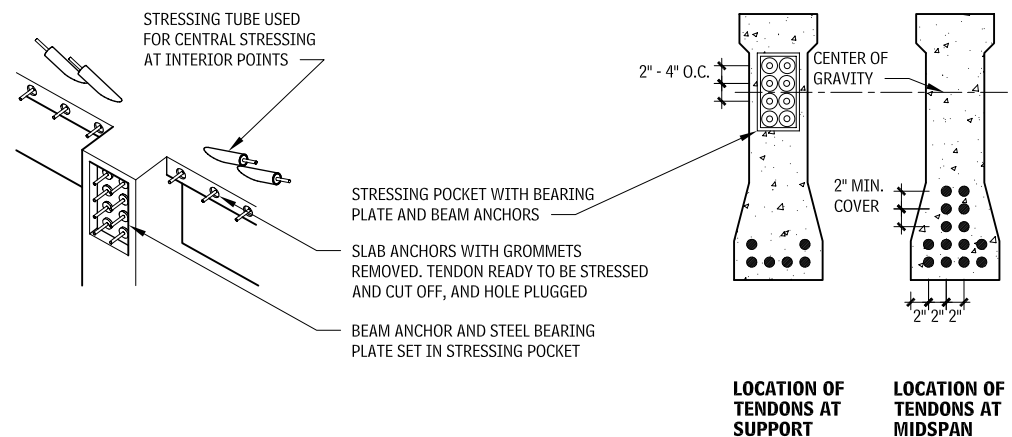 STRESSING TUBE USED
FOR CENTRAL STRESSING
AT INTERIOR POINTS
STRESSING POCKET WITH BEARING
PLATE AND BEAM ANCHORS
SLAB ANCHORS WITH GROMMETS
REMOVED. TENDON READY TO BE STRESSED
AND CUT OFF, AND HOLE PLUGGED
BEAM ANCHOR AND STEEL BEARING
PLATE SET IN STRESSING POCKET
2" - 4" O.C.
CENTER OF
GRAVITY
2" MIN.
COVER
2" 2" 2"
LOCATION OF
TENDONS AT
SUPPORT
LOCATION OF
TENDONS AT
MIDSPAN